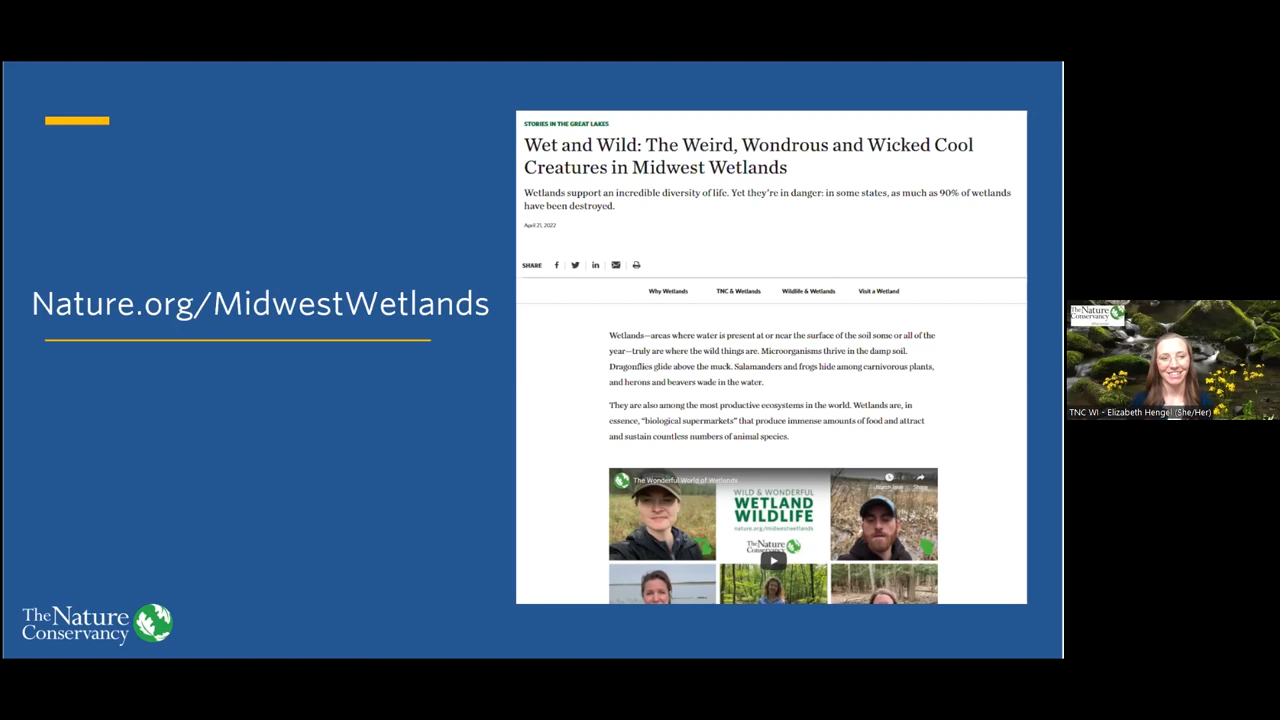 Nature.org/MidwestWetlands
The Nature
Conservancy
STORIES IN THE GREAT LAKES
Wet and Wild: The Weird, Wondrous and Wicked Cool
Creatures in Midwest Wetlands
Wetlands support an incredible diversity of life. Yet they're in danger: in some states, as much as 90% of wetlands
have been destroyed.
April 21, 2022
SHARE
Why Wetlands TNC & Wetlands Wildlife & Wetlands Visit a Wetland
Wetlands—areas where water is present at or near the surface of the soil some or all of the
year—truly are where the wild things are. Microorganisms thrive in the damp soil.
Dragonflies glide above the muck. Salamanders and frogs hide among carnivorous plants,
and herons and beavers wade in the water.
They are also among the most productive ecosystems in the world. Wetlands are, in
essence, "biological supermarkets" that produce immense amounts of food and attract
and sustain countless numbers of animal species.
The Wonderful World of Wetlands
Share
WILD & WONDERFUL
WETLAND
WILDLIFE
nature.org/midwestwetlands
The Nature
Conservancy
The Nature
Conservancy
TNC WI - Elizabeth Hengel (She/Her)